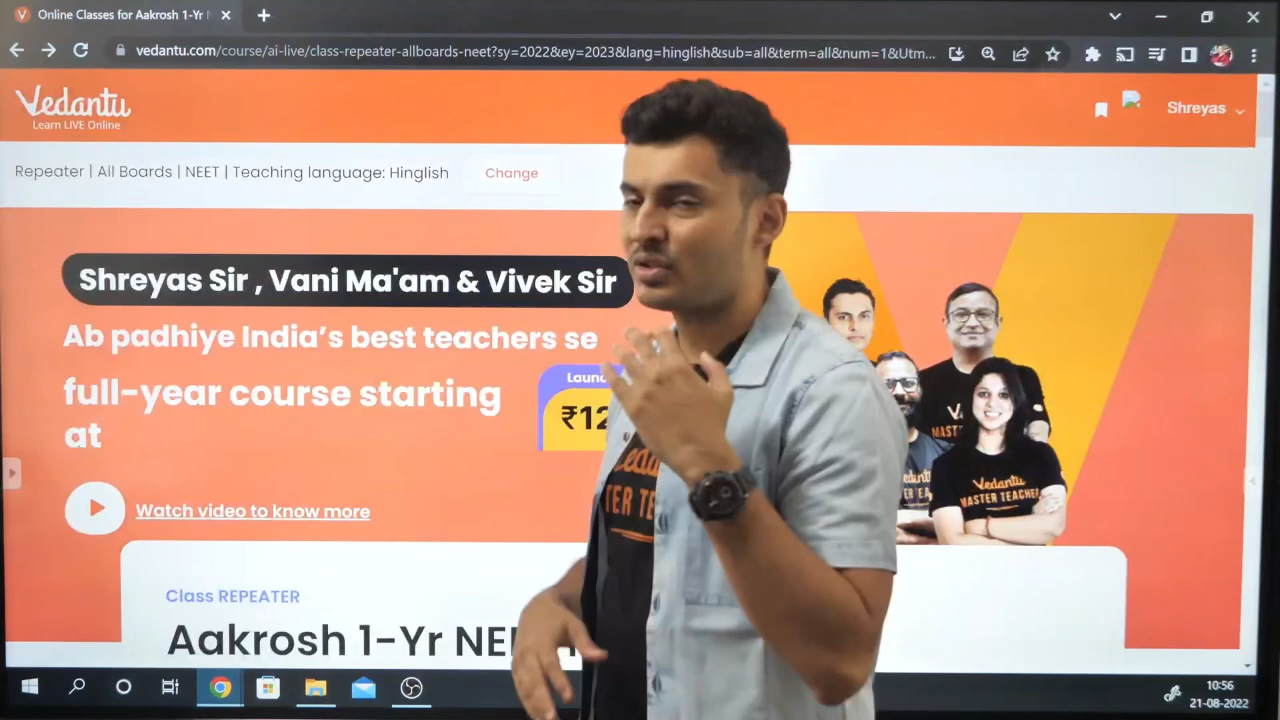 Online Classes for Aakrosh 1-Yr
vedantu.com/course/ai-live/class-repeater-allboards-neet?sy=2022&ey=2023&lang=hinglish&sub=all&term=all&num=1&Utm...
Vedantu
Learn LIVE Online
Shreyas
Repeater | All Boards | NEET | Teaching language: Hinglish
Change
Shreyas Sir , Vani Ma'am & Vivek Sir
Ab padhiye India's best teachers se
full-year course starting
at
Laun
₹12
Watch video to know more
Vedantu
MASTER TEACHER
Class REPEATER
Aakrosh 1-Yr NE
10:56
21-08-2022